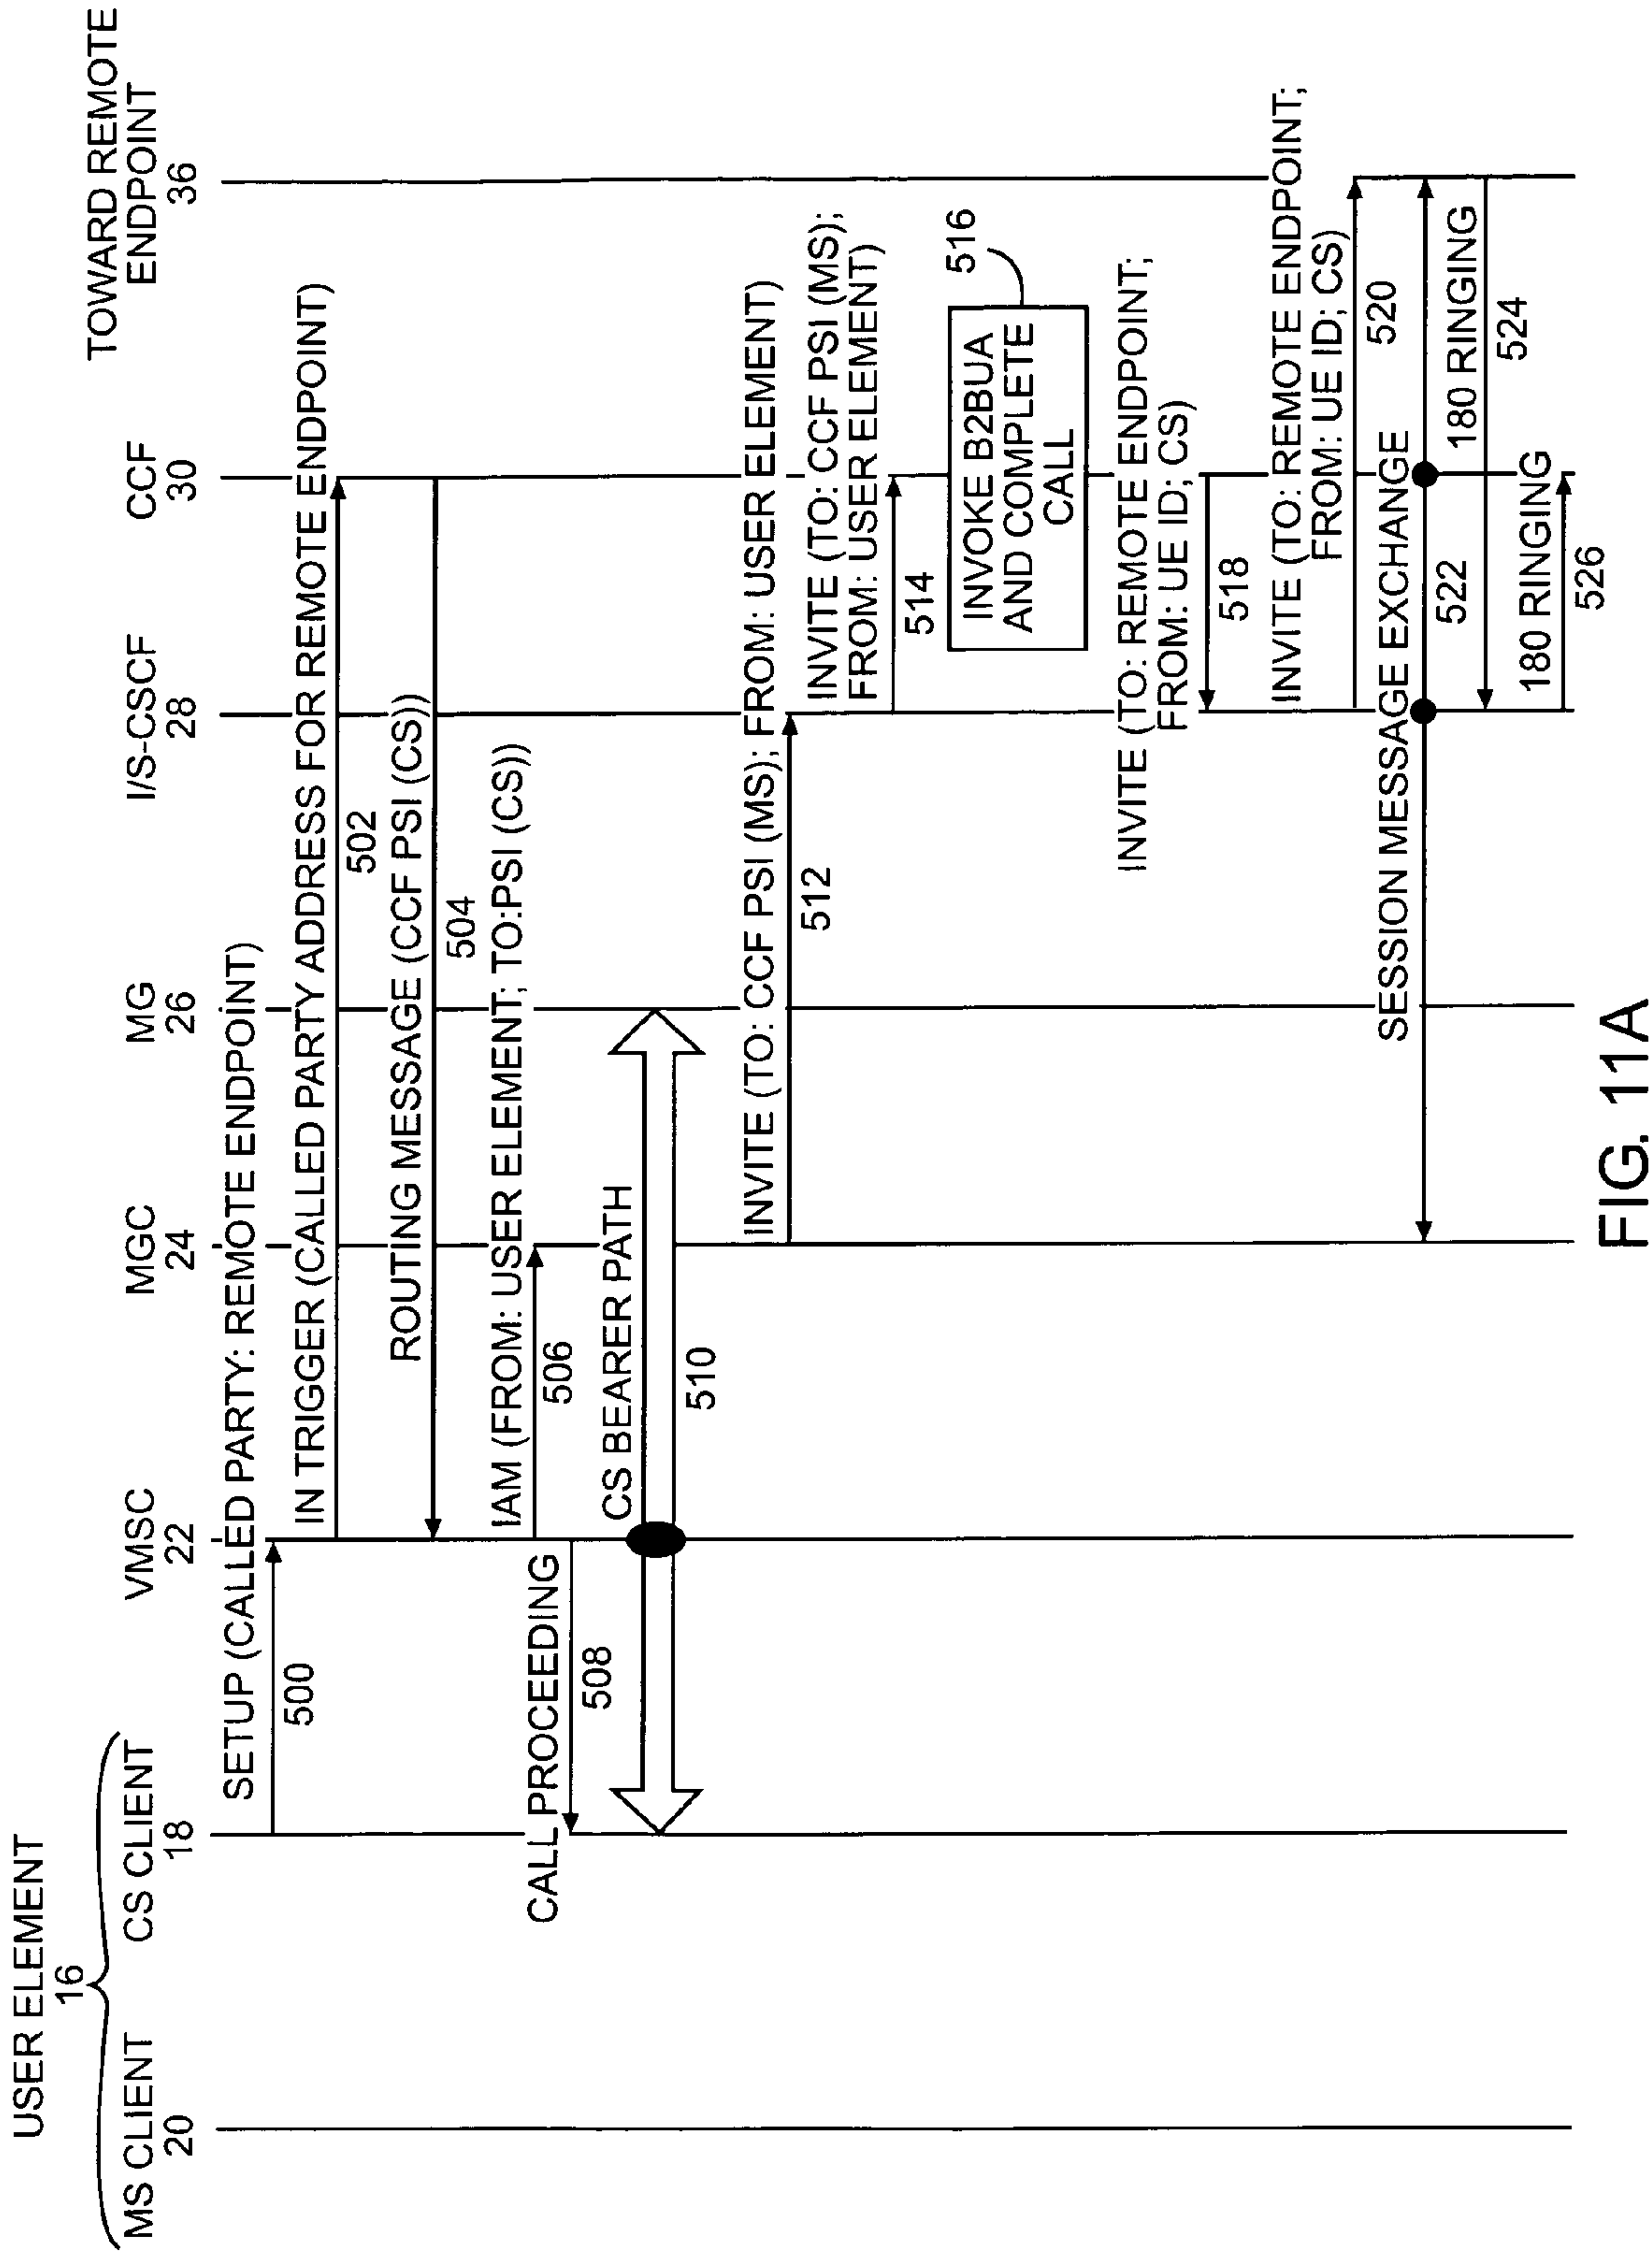 USER ELEMENT
16
MS CLIENT
20
CS CLIENT
18
VMSC
22
MGC
24
MG
26
I/S-CSCF
28
CCF
30
TOWARD REMOTE
ENDPOINT
36
SETUP (CALLED PARTY: REMOTE ENDPOINT)
500
IN TRIGGER (CALLED PARTY ADDRESS FOR REMOTE ENDPOINT)
502
ROUTING MESSAGE (CCF PSI (CS))
504
IAM (FROM: USER ELEMENT; TO:PSI (CS))
506
CALL PROCEEDING
508
CS BEARER PATH
510
INVITE (TO: CCF PSI (MS); FROM: USER ELEMENT)
512
INVITE (TO: CCF PSI (MS);
FROM: USER ELEMENT)
514
516
INVOKE B2BUA
AND COMPLETE
CALL
INVITE (TO: REMOTE ENDPOINT;
FROM: UE ID; CS)
518
INVITE (TO: REMOTE ENDPOINT;
FROM: UE ID; CS)
520
SESSION MESSAGE EXCHANGE
522
180 RINGING
524
180 RINGING
526
FIG. 11A